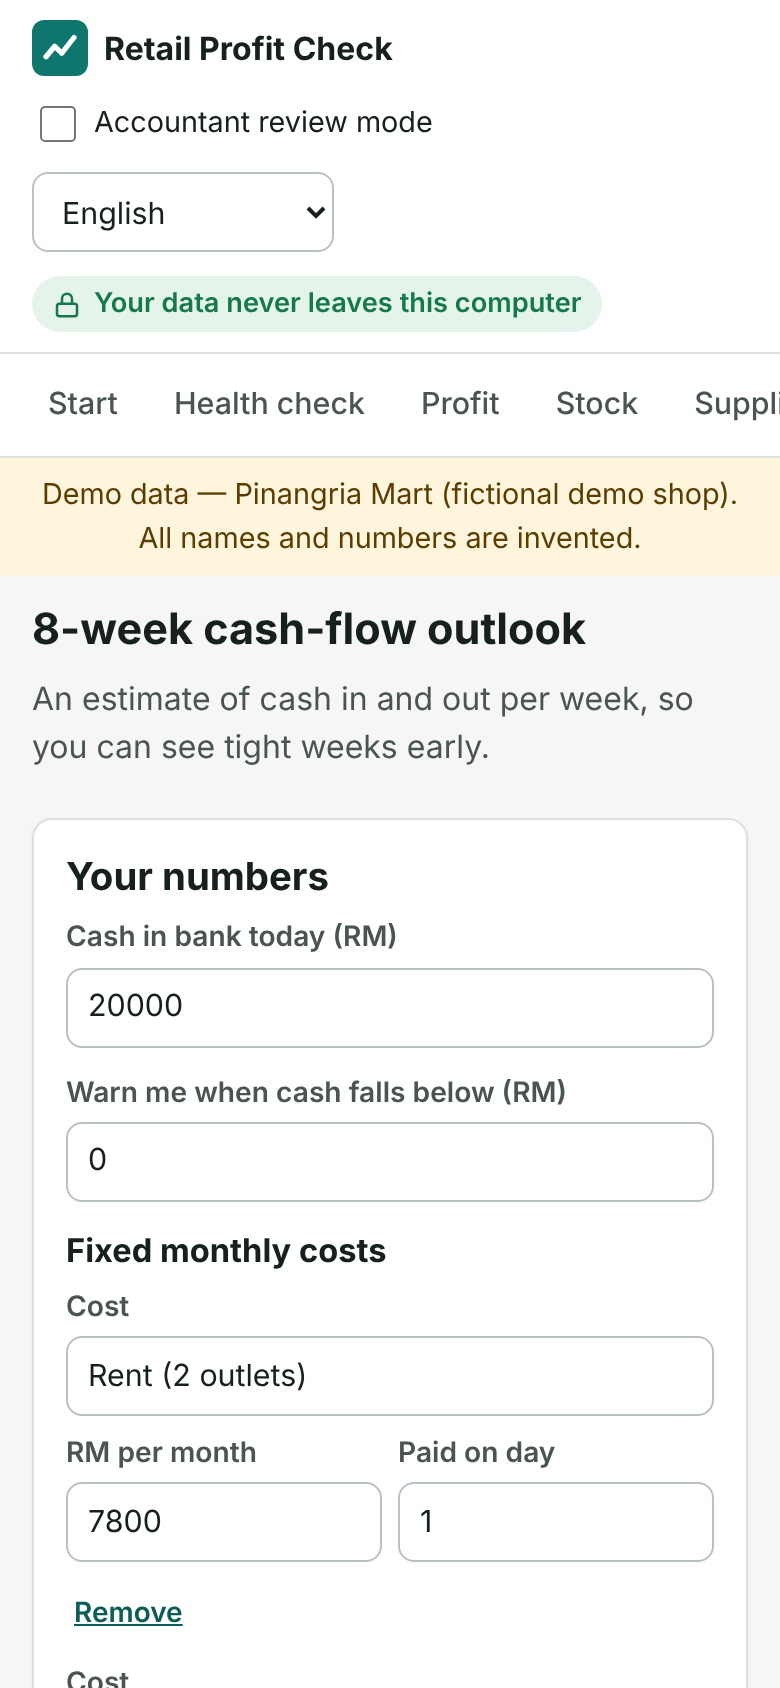 Retail Profit Check
Accountant review mode
English
Your data never leaves this computer
Start Health check Profit Stock
Demo data — Pinangria Mart (fictional demo shop).
All names and numbers are invented.
8-week cash-flow outlook
An estimate of cash in and out per week, so
you can see tight weeks early.
Your numbers
Cash in bank today (RM)
20000
Warn me when cash falls below (RM)
0
Fixed monthly costs
Cost
Rent (2 outlets)
RM per month Paid on day
7800 1
Remove
Cost